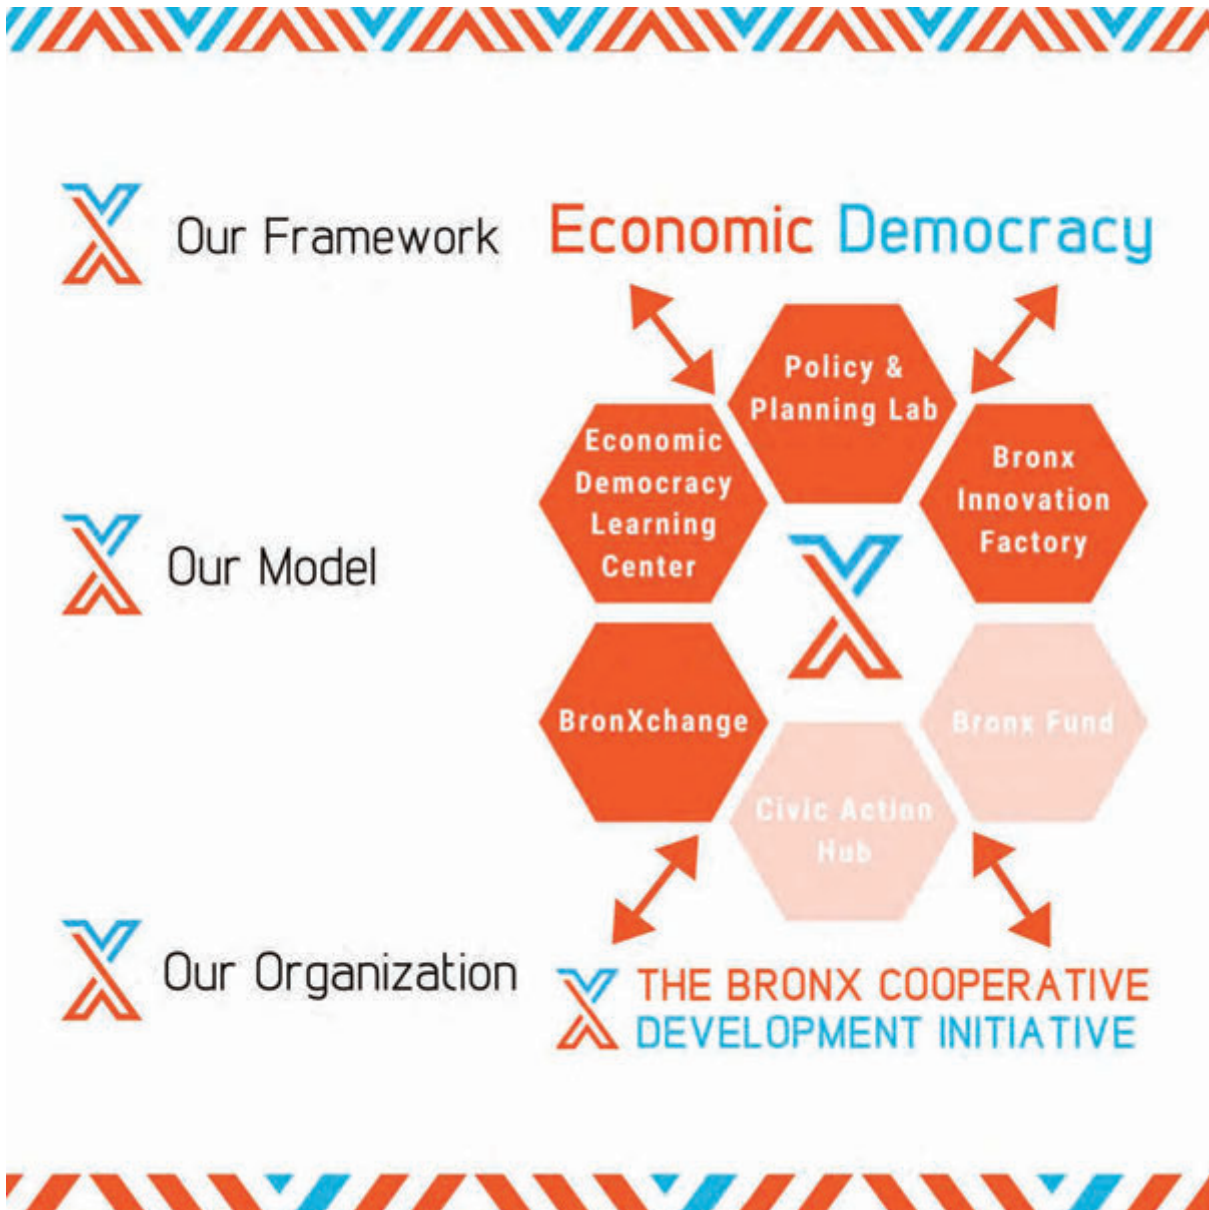 Our Framework
Economic Democracy
Policy &
Planning Lab
Economic
Democracy
Learning
Center
Bronx
Innovation
Factory
Our Model
BronXchange
Bronx Fund
Civic Action
Hub
Our Organization
THE BRONX COOPERATIVE
DEVELOPMENT INITIATIVE